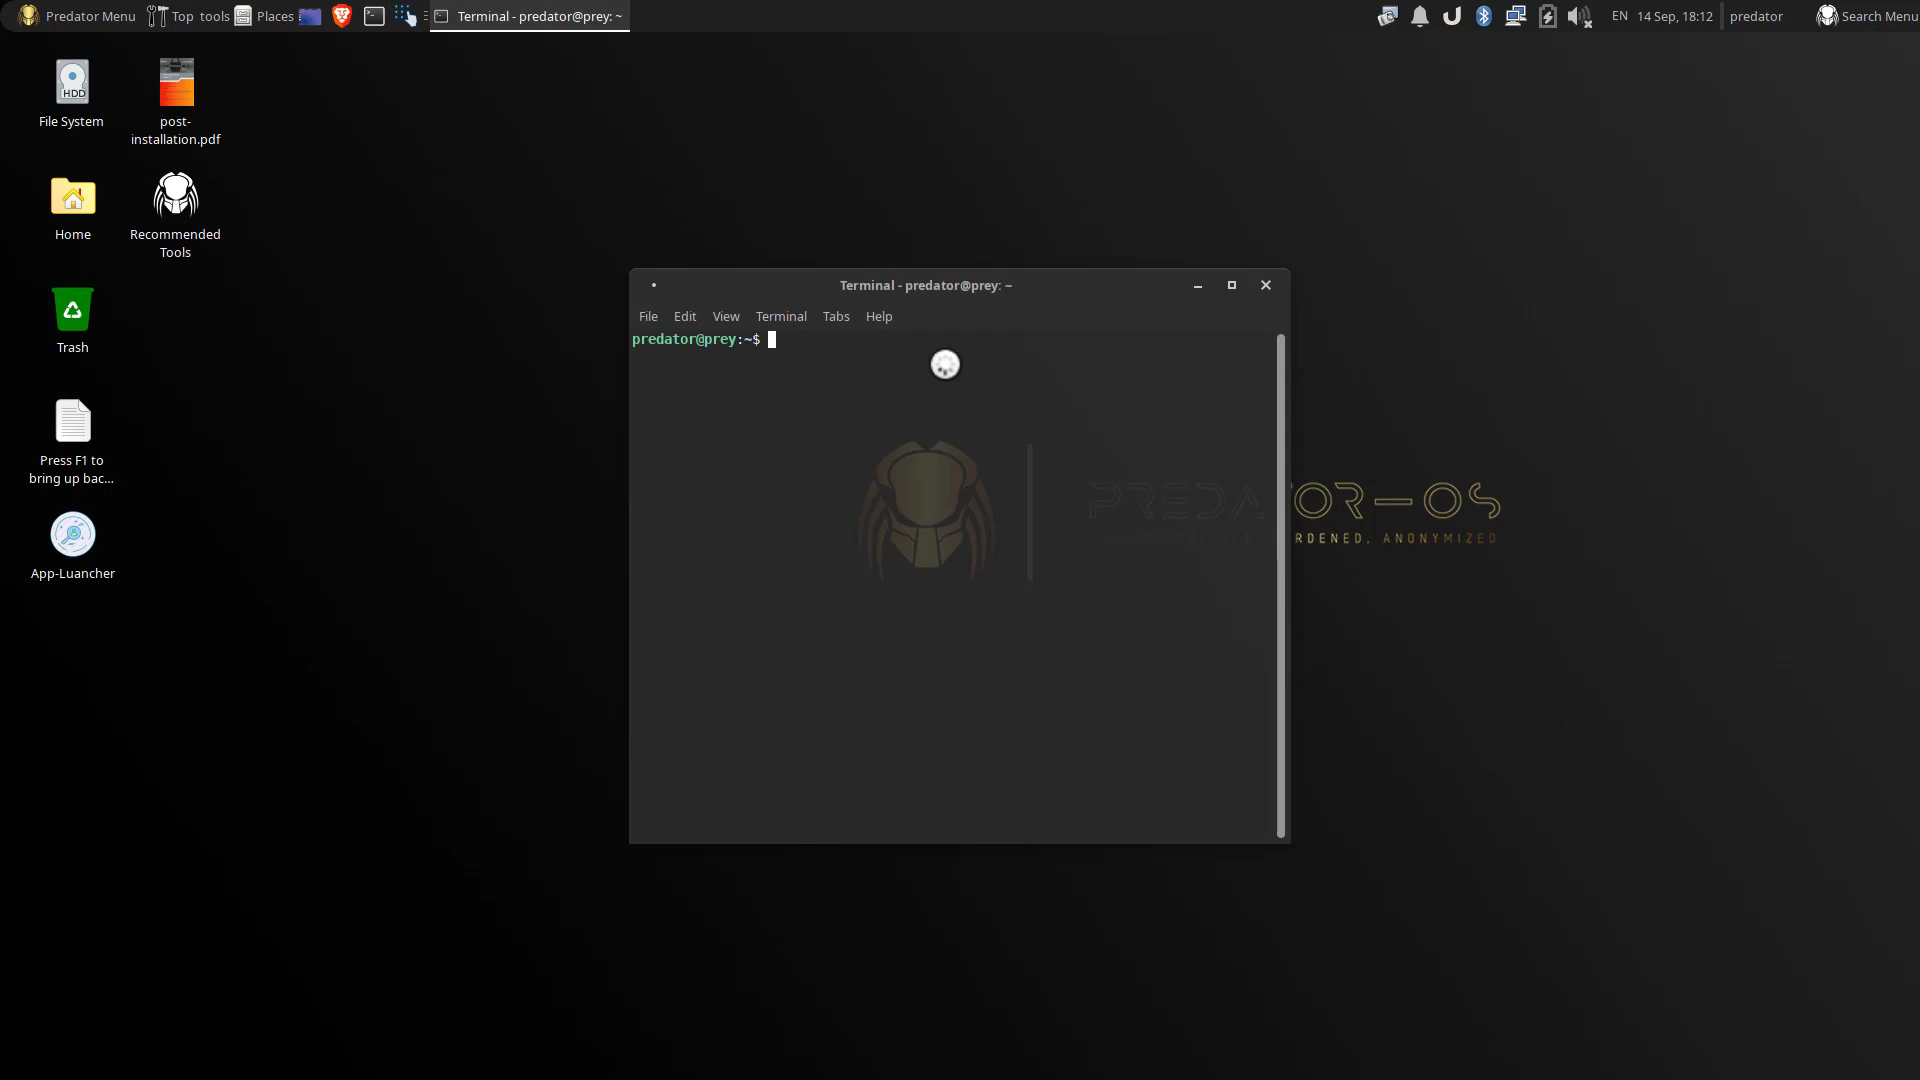 Predator Menu Top tools Places Terminal - predator@prey: ~ EN 14 Sep, 18:12 predator Search Menu
HDD
File System
post-
installation.pdf
Home
Recommended
Tools
Trash
Press F1 to
bring up bac...
App-Luancher
Terminal - predator@prey: ~
File Edit View Terminal Tabs Help
predator@prey:~$
PREDATOR-OS
RDENED. ANONYMIZED